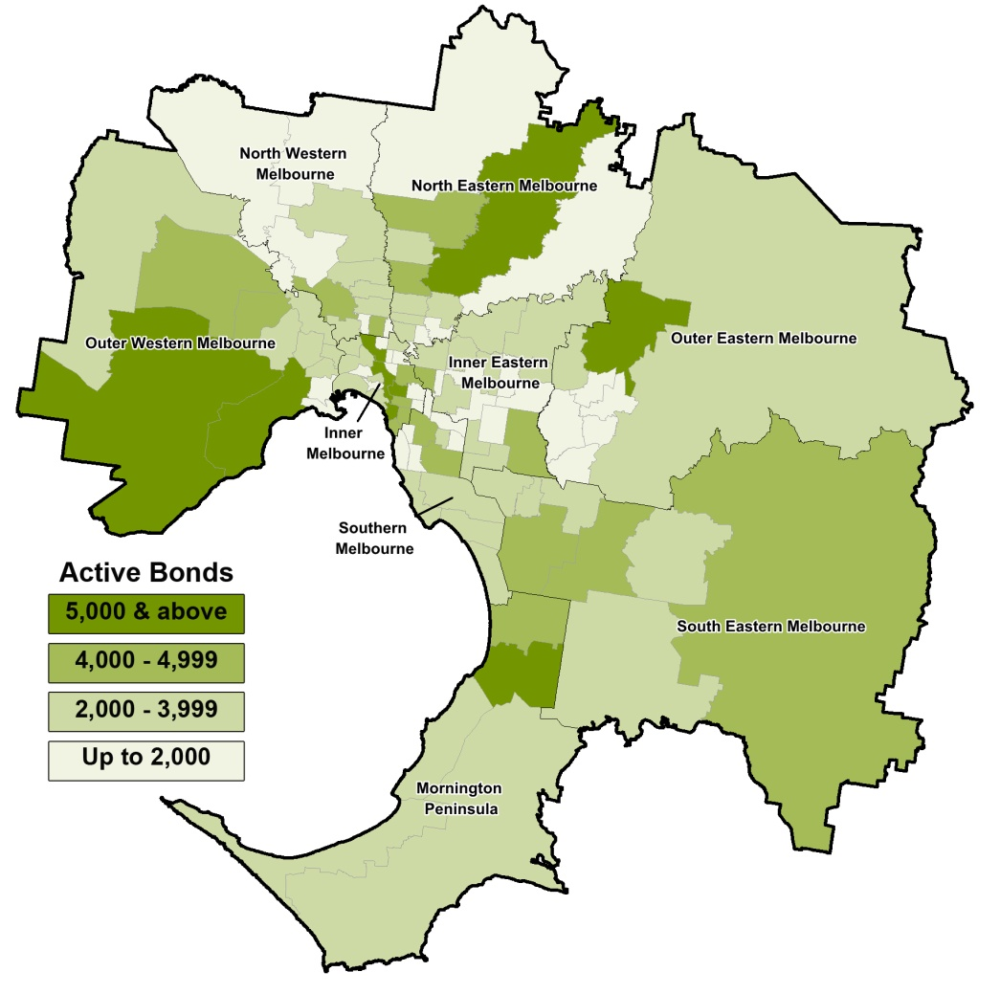 North Western
Melbourne
North Eastern Melbourne
Outer Western Melbourne
Outer Eastern Melbourne
Inner Eastern
Melbourne
Inner
Melbourne
Southern
Melbourne
Active Bonds
5,000 & above
4,000 - 4,999
2,000 - 3,999
Up to 2,000
South Eastern Melbourne
Mornington
Peninsula